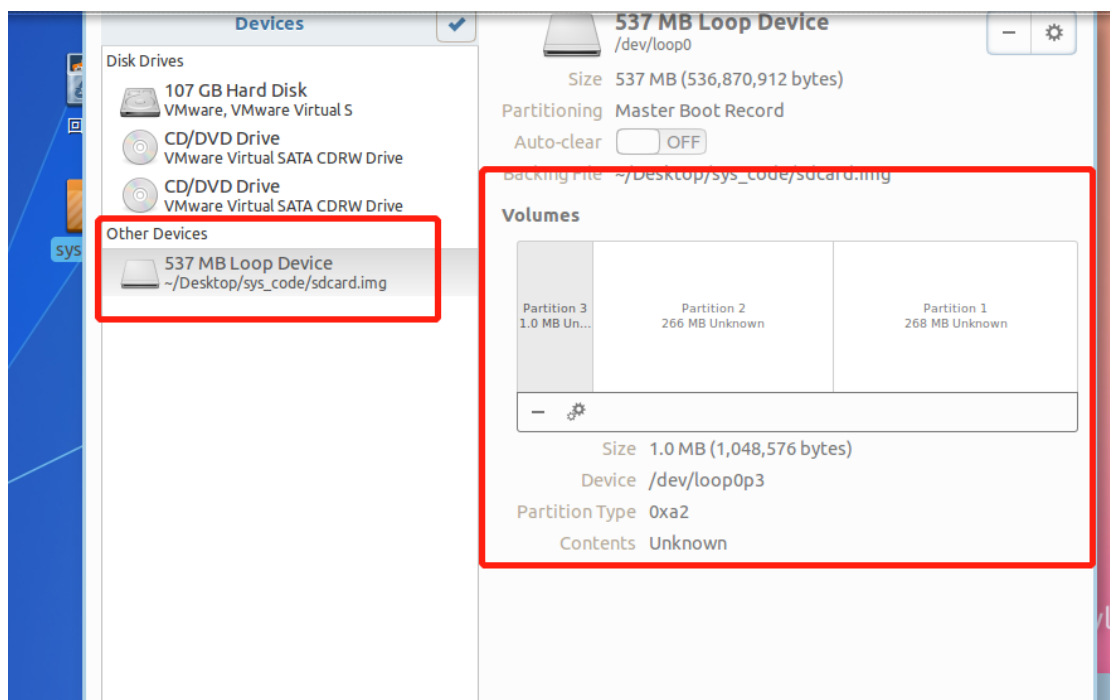 Devices
Disk Drives
107 GB Hard Disk
VMware, VMware Virtual S
CD/DVD Drive
VMware Virtual SATA CDRW Drive
CD/DVD Drive
VMware Virtual SATA CDRW Drive
Other Devices
537 MB Loop Device
~/Desktop/sys_code/sdcard.img
sys
回
537 MB Loop Device
/dev/loop0
Size 537 MB (536,870,912 bytes)
Partitioning Master Boot Record
Auto-clear OFF
Backing File ~/Desktop/sys_code/sdcard.img
Volumes
Partition 3
1.0 MB Un...
Partition 2
266 MB Unknown
Partition 1
268 MB Unknown
Size 1.0 MB (1,048,576 bytes)
Device /dev/loop0p3
Partition Type 0xa2
Contents Unknown